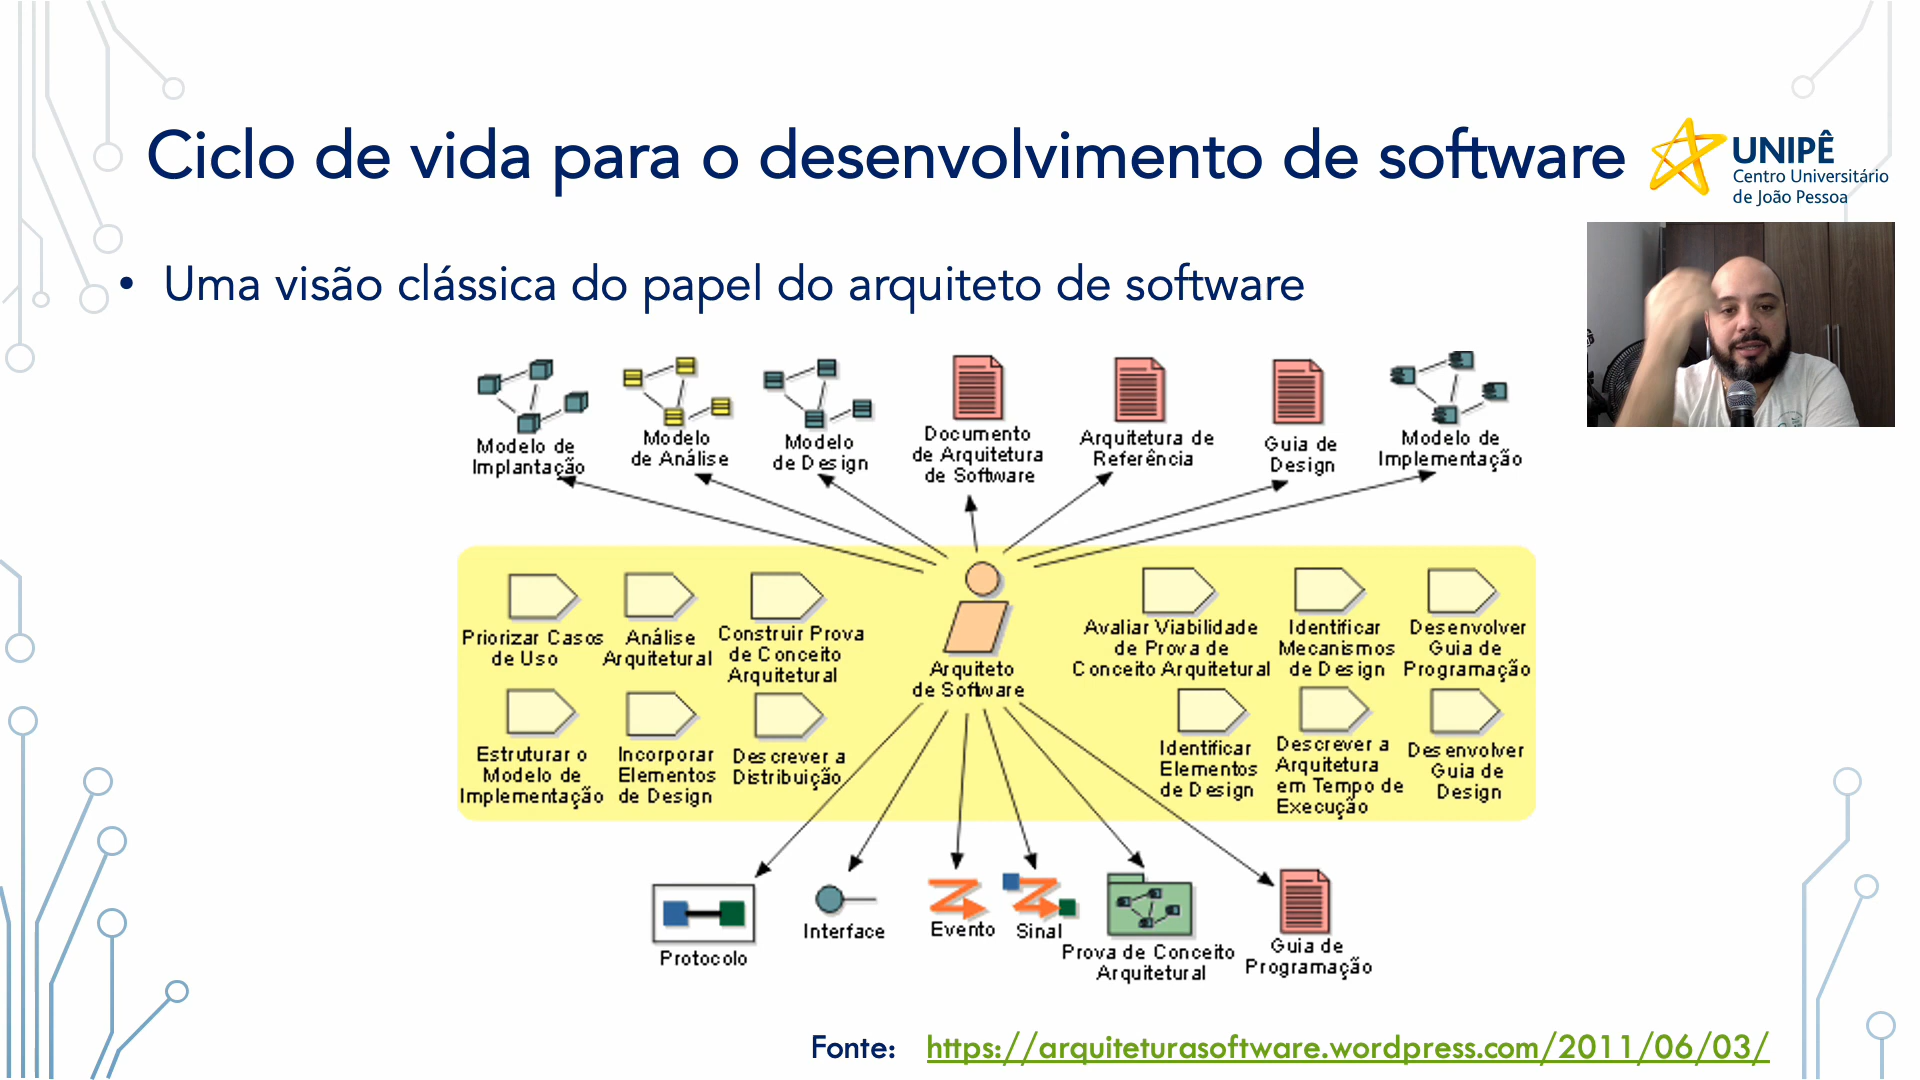 Ciclo de vida para o desenvolvimento de software
UNIPÊ
Centro Universitário
de João Pessoa
• Uma visão clássica do papel do arquiteto de software
Modelo de
Implantação
Modelo
de Análise
Modelo
de Design
Documento
de Arquitetura
de Software
Arquitetura de
Referência
Guia de
Design
Modelo de
Implementação
Priorizar Casos
de Uso
Análise
Arquitetural
Construir Prova
de Conceito
Arquitetural
Arquiteto
de Software
Avaliar Viabilidade
de Prova de
Conceito Arquitetural
Identificar
Mecanismos
de Design
Desenvolver
Guia de
Programação
Estruturar o
Modelo de
Implementação
Incorporar
Elementos
de Design
Descrever a
Distribuição
Identificar
Elementos
de Design
Descrever a
Arquitetura
em Tempo de
Execução
Desenvolver
Guia de
Design
Protocolo
Interface
Evento
Sinal
Prova de Conceito
Arquitetural
Guia de
Programação
Fonte: https://arquiteturasoftware.wordpress.com/2011/06/03/